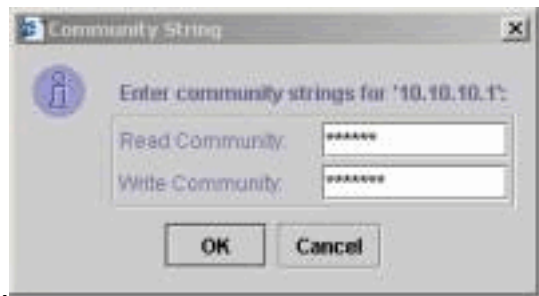 Community String
Enter community strings for '10.10.10.1':
Read Community: ******
Write Community: *******
OK Cancel